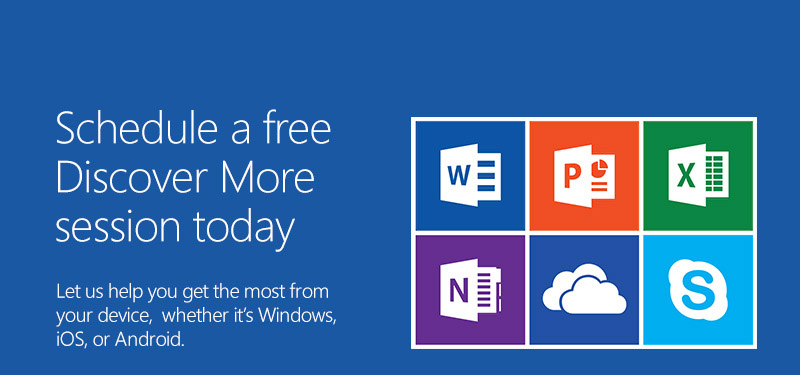 Schedule a free
Discover More
session today
Let us help you get the most from
your device, whether it's Windows,
iOS, or Android.
W
P
X
N
S